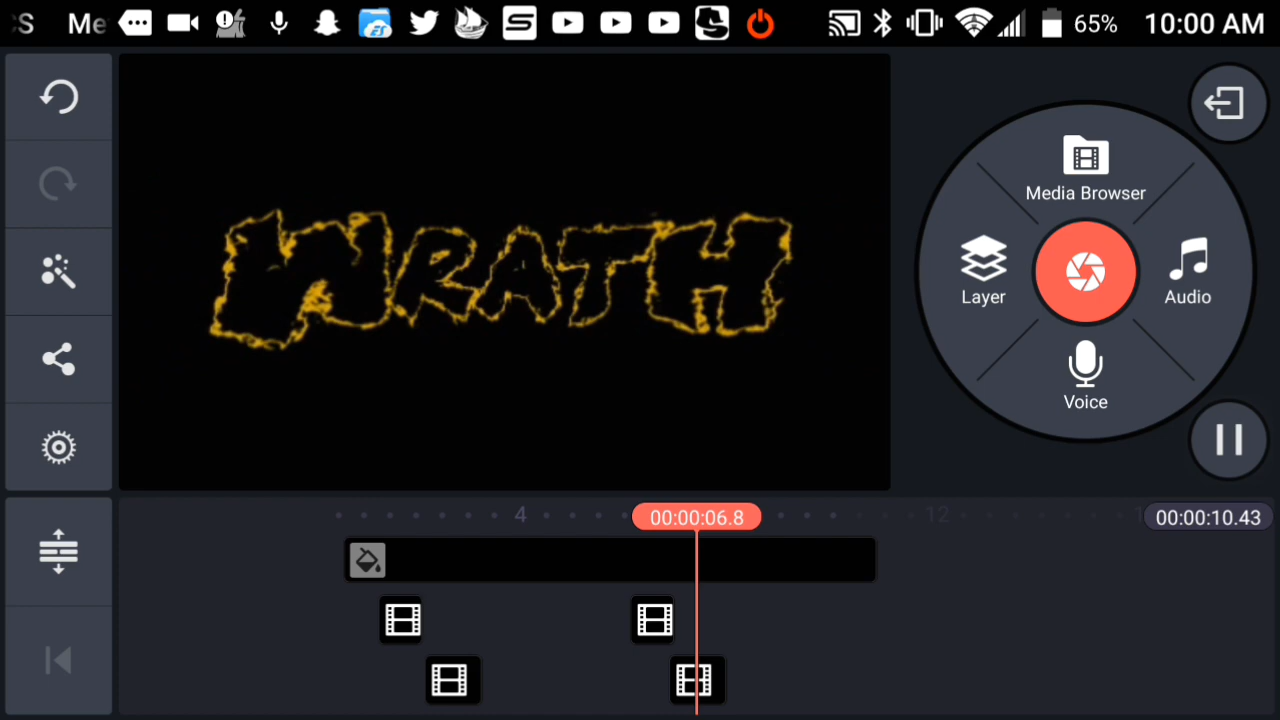 CS Me 65% 10:00 AM
WRATH
Media Browser
Layer
Audio
Voice
4
00:00:06.8
12
00:00:10.43